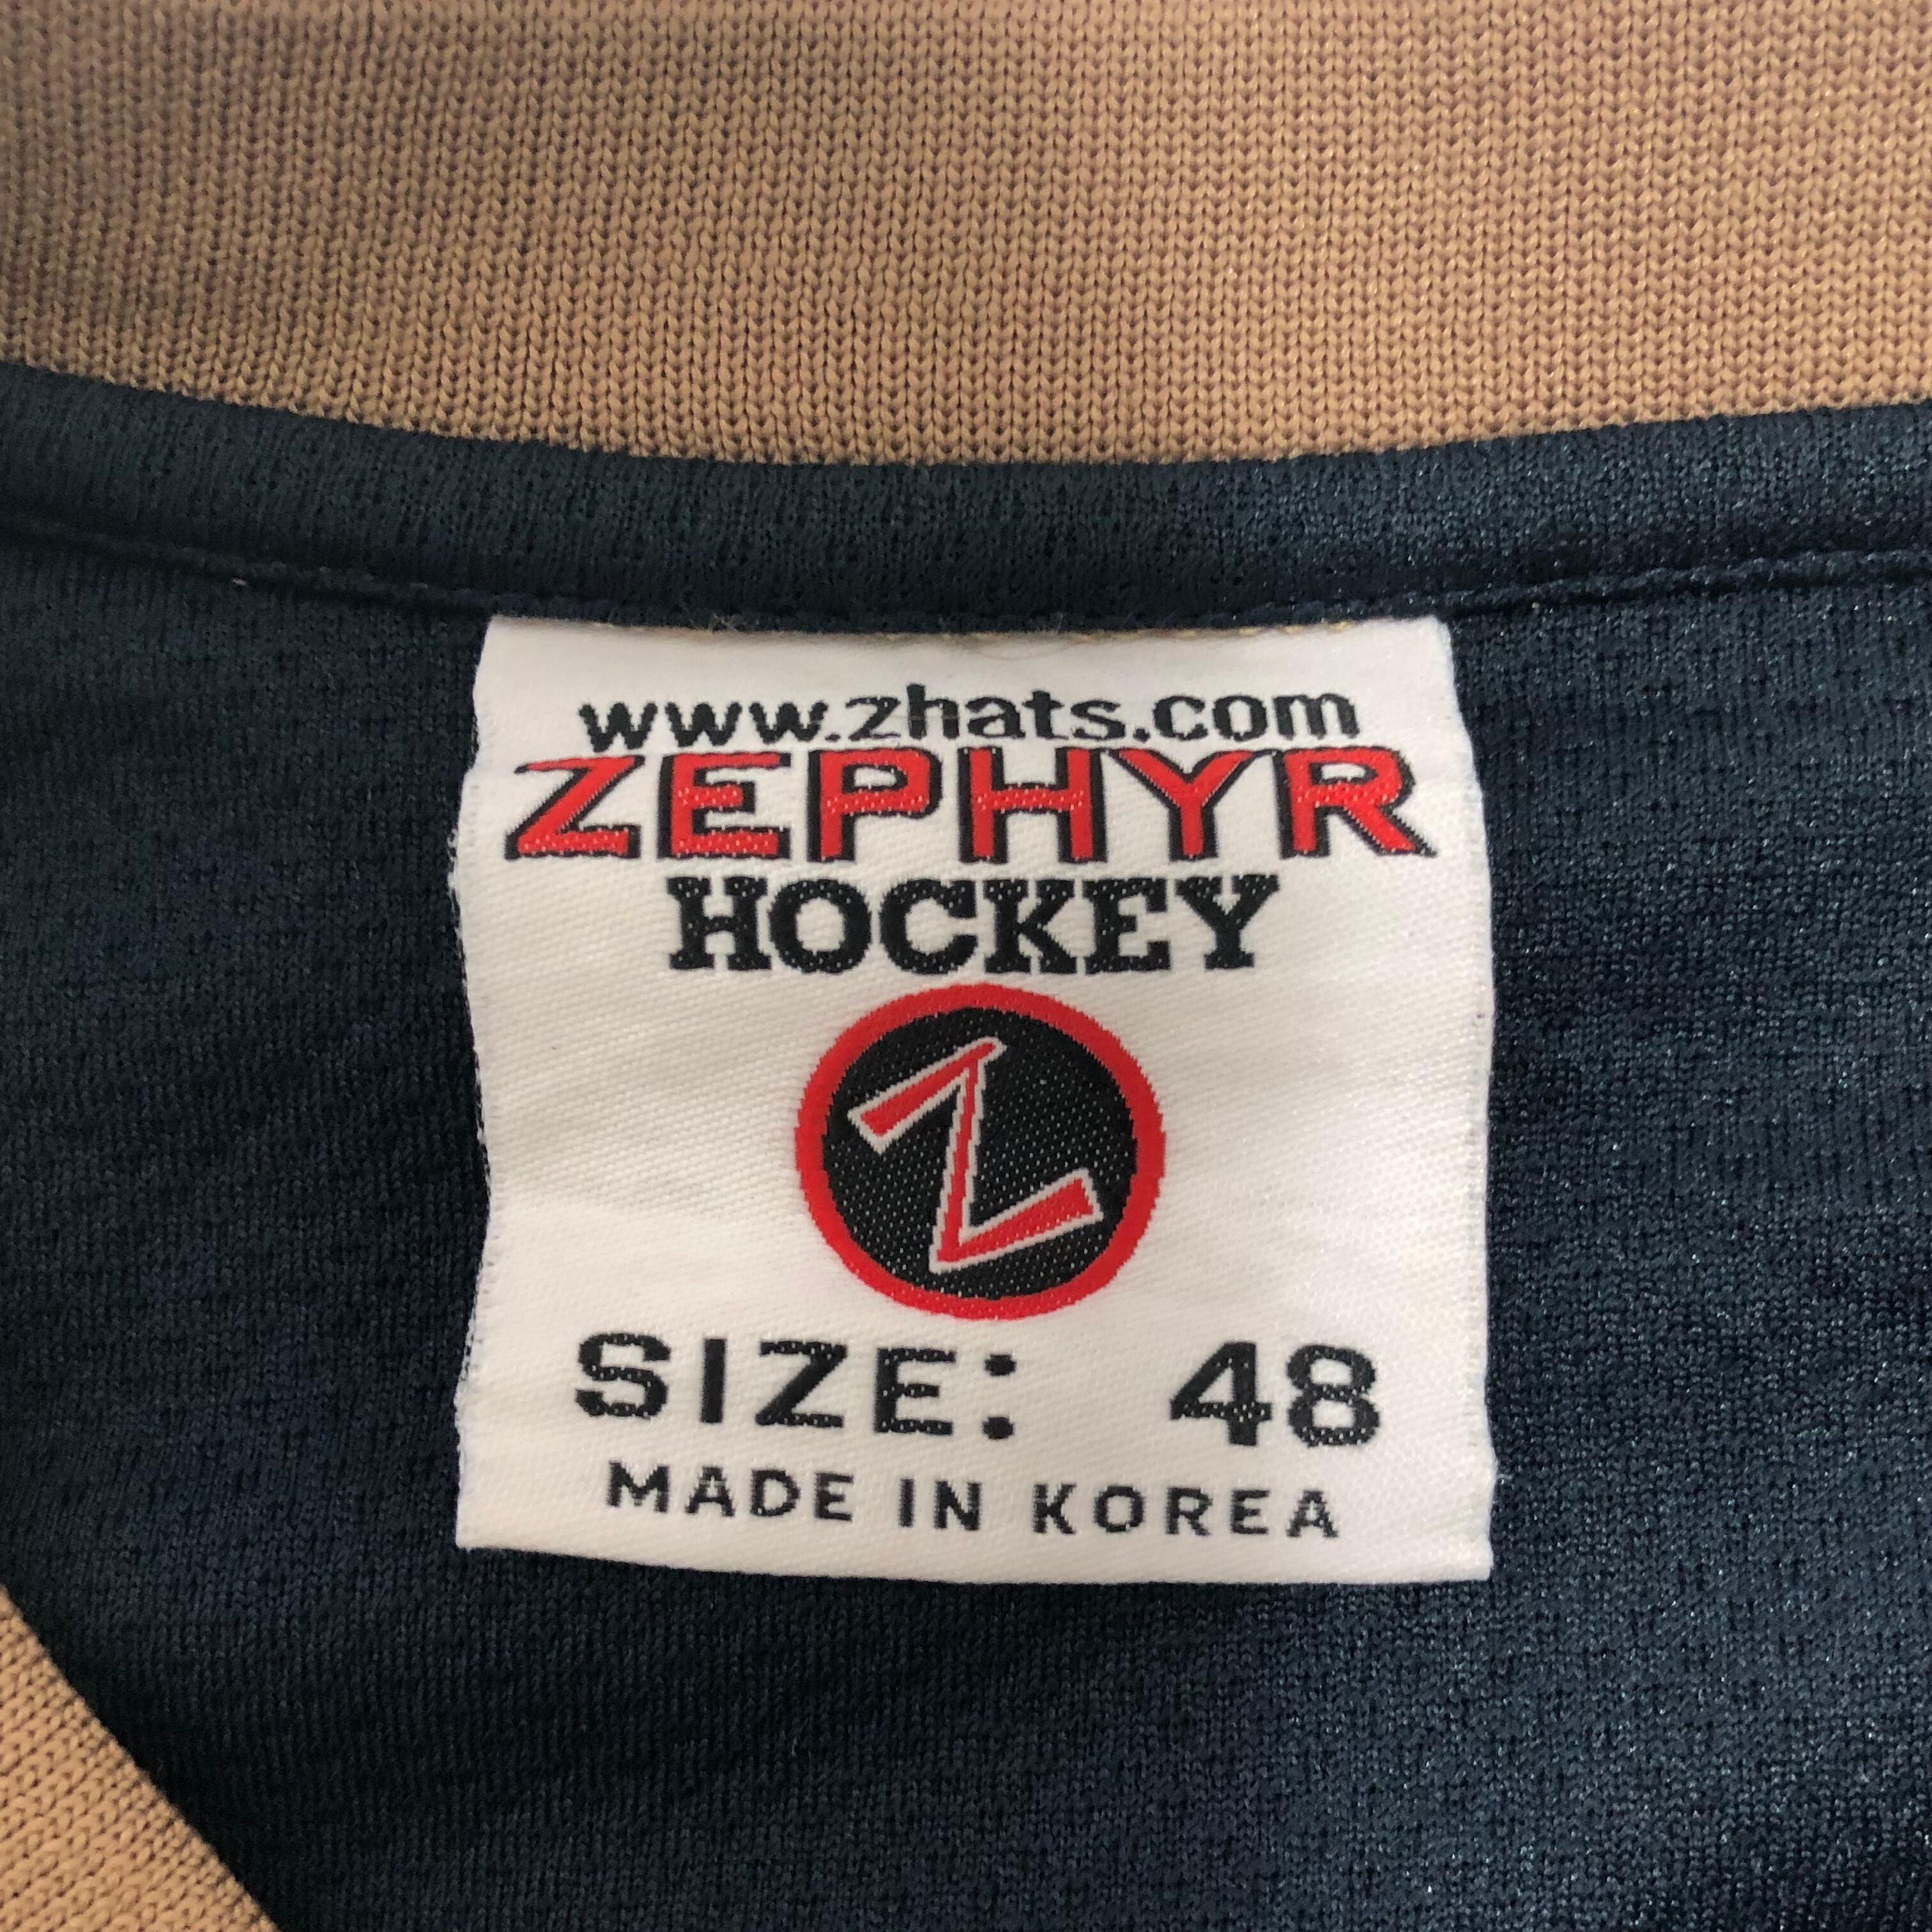 www.zhats.com
ZEPHYR
HOCKEY
Z
SIZE: 48
MADE IN KOREA